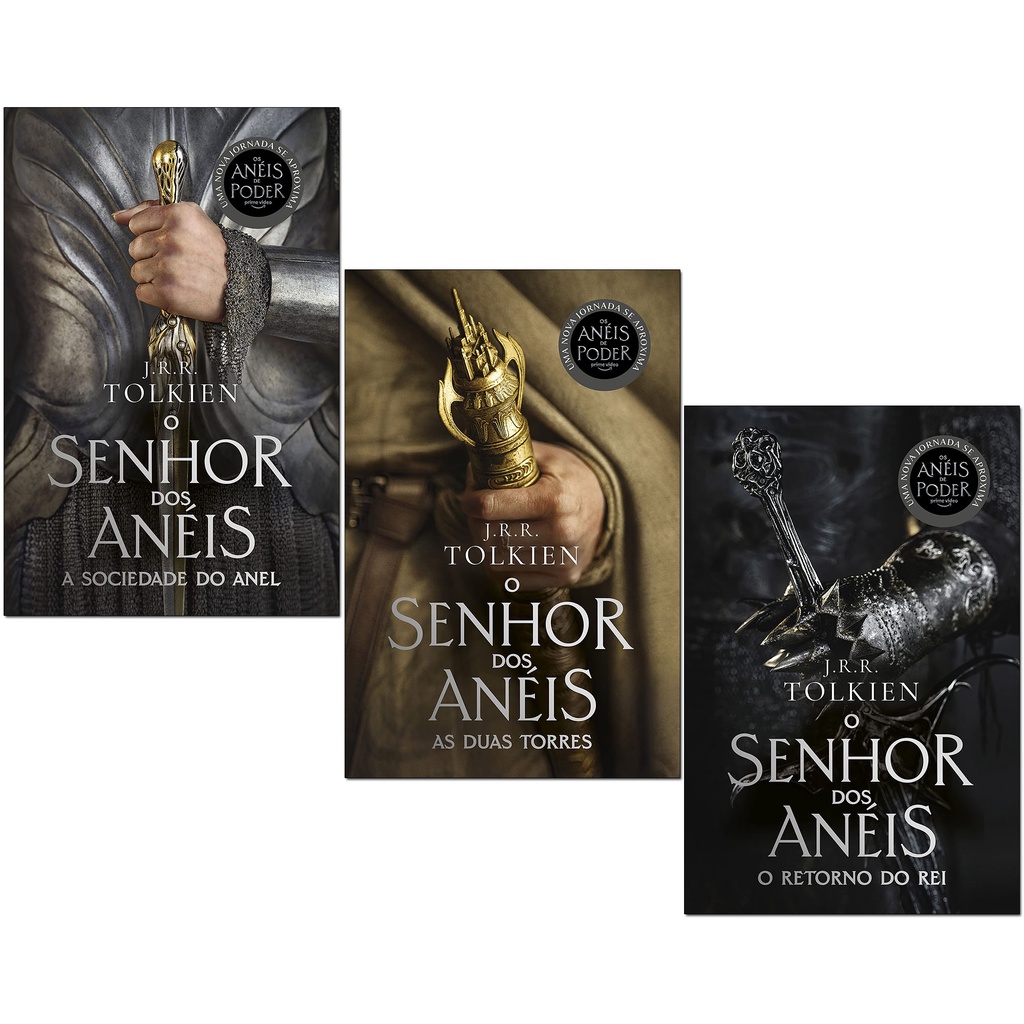 UMA NOVA JORNADA SE APROXIMA
OS
ANÉIS
DE
PODER
prime video
J.R.R.
TOLKIEN
O
SENHOR
DOS
ANÉIS
A SOCIEDADE DO ANEL
UMA NOVA JORNADA SE APROXIMA
OS
ANÉIS
DE
PODER
prime video
J.R.R.
TOLKIEN
O
SENHOR
DOS
ANÉIS
AS DUAS TORRES
UMA NOVA JORNADA SE APROXIMA
OS
ANÉIS
DE
PODER
prime video
J.R.R.
TOLKIEN
O
SENHOR
DOS
ANÉIS
O RETORNO DO REI